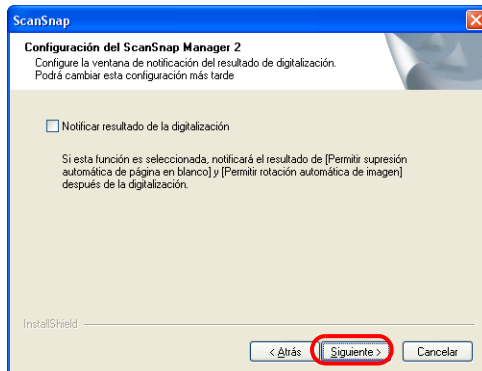 ScanSnap
Configuración del ScanSnap Manager 2
Configure la ventana de notificación del resultado de digitalización.
Podrá cambiar esta configuración más tarde
Notificar resultado de la digitalización
Si esta función es seleccionada, notificará el resultado de [Permitir supresión
automática de página en blanco] y [Permitir rotación automática de imagen]
después de la digitalización.
InstallShield
< Atrás
Siguiente >
Cancelar